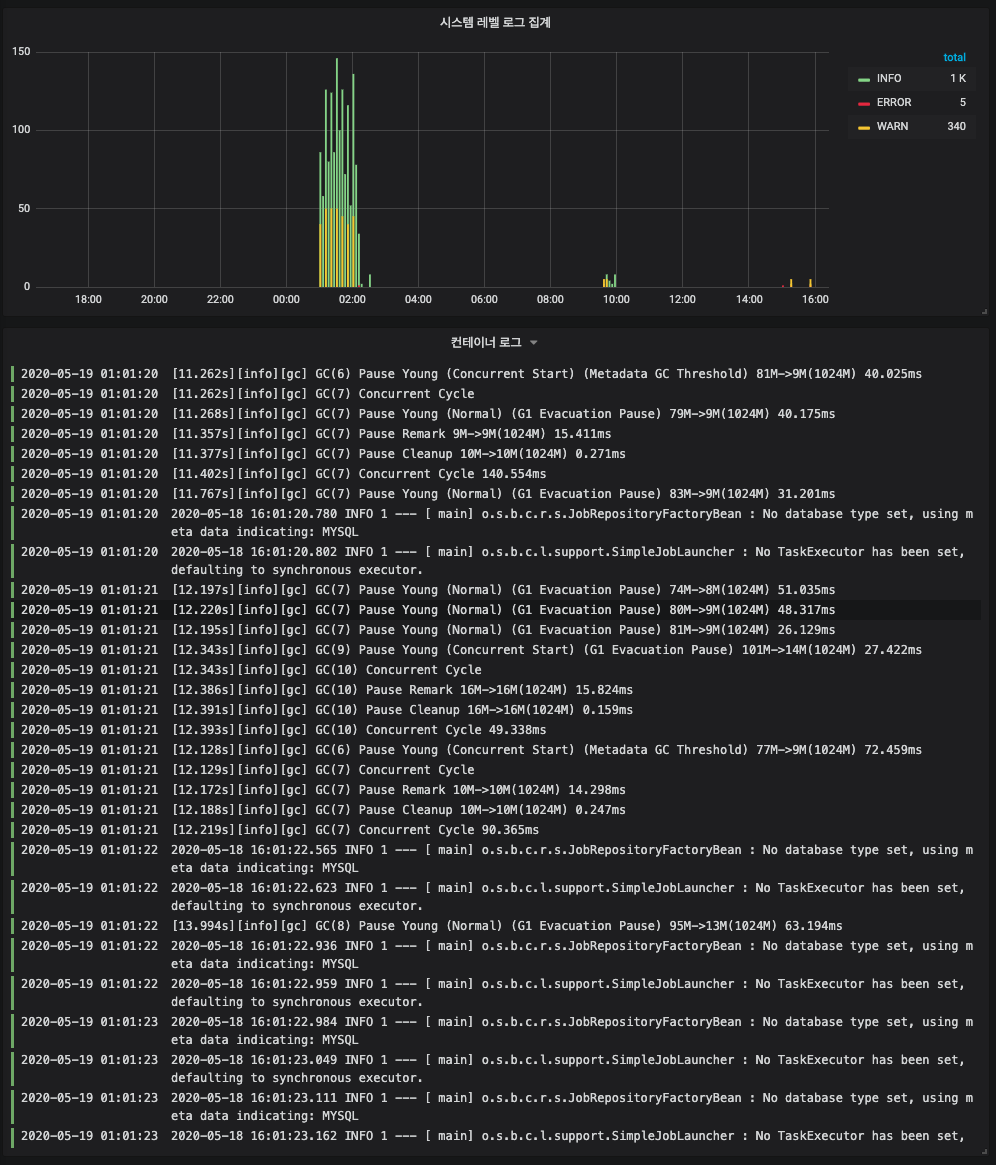 시스템 레벨 로그 집계
150
100
50
0
18:00 20:00 22:00 00:00 02:00 04:00 06:00 08:00 10:00 12:00 14:00 16:00
total
INFO 1 K
ERROR 5
WARN 340
컨테이너 로그
2020-05-19 01:01:20 [11.262s][info][gc] GC(6) Pause Young (Concurrent Start) (Metadata GC Threshold) 81M->9M(1024M) 40.025ms
2020-05-19 01:01:20 [11.262s][info][gc] GC(7) Concurrent Cycle
2020-05-19 01:01:20 [11.268s][info][gc] GC(7) Pause Young (Normal) (G1 Evacuation Pause) 79M->9M(1024M) 40.175ms
2020-05-19 01:01:20 [11.357s][info][gc] GC(7) Pause Remark 9M->9M(1024M) 15.411ms
2020-05-19 01:01:20 [11.377s][info][gc] GC(7) Pause Cleanup 10M->10M(1024M) 0.271ms
2020-05-19 01:01:20 [11.402s][info][gc] GC(7) Concurrent Cycle 140.554ms
2020-05-19 01:01:20 [11.767s][info][gc] GC(7) Pause Young (Normal) (G1 Evacuation Pause) 83M->9M(1024M) 31.201ms
2020-05-19 01:01:20 2020-05-18 16:01:20.780 INFO 1 --- [ main] o.s.b.c.r.s.JobRepositoryFactoryBean : No database type set, using m
eta data indicating: MYSQL
2020-05-19 01:01:20 2020-05-18 16:01:20.802 INFO 1 --- [ main] o.s.b.c.l.support.SimpleJobLauncher : No TaskExecutor has been set,
defaulting to synchronous executor.
2020-05-19 01:01:21 [12.197s][info][gc] GC(7) Pause Young (Normal) (G1 Evacuation Pause) 74M->8M(1024M) 51.035ms
2020-05-19 01:01:21 [12.220s][info][gc] GC(7) Pause Young (Normal) (G1 Evacuation Pause) 80M->9M(1024M) 48.317ms
2020-05-19 01:01:21 [12.195s][info][gc] GC(7) Pause Young (Normal) (G1 Evacuation Pause) 81M->9M(1024M) 26.129ms
2020-05-19 01:01:21 [12.343s][info][gc] GC(9) Pause Young (Concurrent Start) (G1 Evacuation Pause) 101M->14M(1024M) 27.422ms
2020-05-19 01:01:21 [12.343s][info][gc] GC(10) Concurrent Cycle
2020-05-19 01:01:21 [12.386s][info][gc] GC(10) Pause Remark 16M->16M(1024M) 15.824ms
2020-05-19 01:01:21 [12.391s][info][gc] GC(10) Pause Cleanup 16M->16M(1024M) 0.159ms
2020-05-19 01:01:21 [12.393s][info][gc] GC(10) Concurrent Cycle 49.338ms
2020-05-19 01:01:21 [12.128s][info][gc] GC(6) Pause Young (Concurrent Start) (Metadata GC Threshold) 77M->9M(1024M) 72.459ms
2020-05-19 01:01:21 [12.129s][info][gc] GC(7) Concurrent Cycle
2020-05-19 01:01:21 [12.172s][info][gc] GC(7) Pause Remark 10M->10M(1024M) 14.298ms
2020-05-19 01:01:21 [12.188s][info][gc] GC(7) Pause Cleanup 10M->10M(1024M) 0.247ms
2020-05-19 01:01:21 [12.219s][info][gc] GC(7) Concurrent Cycle 90.365ms
2020-05-19 01:01:22 2020-05-18 16:01:22.565 INFO 1 --- [ main] o.s.b.c.r.s.JobRepositoryFactoryBean : No database type set, using m
eta data indicating: MYSQL
2020-05-19 01:01:22 2020-05-18 16:01:22.623 INFO 1 --- [ main] o.s.b.c.l.support.SimpleJobLauncher : No TaskExecutor has been set,
defaulting to synchronous executor.
2020-05-19 01:01:22 [13.994s][info][gc] GC(8) Pause Young (Normal) (G1 Evacuation Pause) 95M->13M(1024M) 63.194ms
2020-05-19 01:01:22 2020-05-18 16:01:22.936 INFO 1 --- [ main] o.s.b.c.r.s.JobRepositoryFactoryBean : No database type set, using m
eta data indicating: MYSQL
2020-05-19 01:01:22 2020-05-18 16:01:22.959 INFO 1 --- [ main] o.s.b.c.l.support.SimpleJobLauncher : No TaskExecutor has been set,
defaulting to synchronous executor.
2020-05-19 01:01:23 2020-05-18 16:01:22.984 INFO 1 --- [ main] o.s.b.c.r.s.JobRepositoryFactoryBean : No database type set, using m
eta data indicating: MYSQL
2020-05-19 01:01:23 2020-05-18 16:01:23.049 INFO 1 --- [ main] o.s.b.c.l.support.SimpleJobLauncher : No TaskExecutor has been set,
defaulting to synchronous executor.
2020-05-19 01:01:23 2020-05-18 16:01:23.111 INFO 1 --- [ main] o.s.b.c.r.s.JobRepositoryFactoryBean : No database type set, using m
eta data indicating: MYSQL
2020-05-19 01:01:23 2020-05-18 16:01:23.162 INFO 1 --- [ main] o.s.b.c.l.support.SimpleJobLauncher : No TaskExecutor has been set,